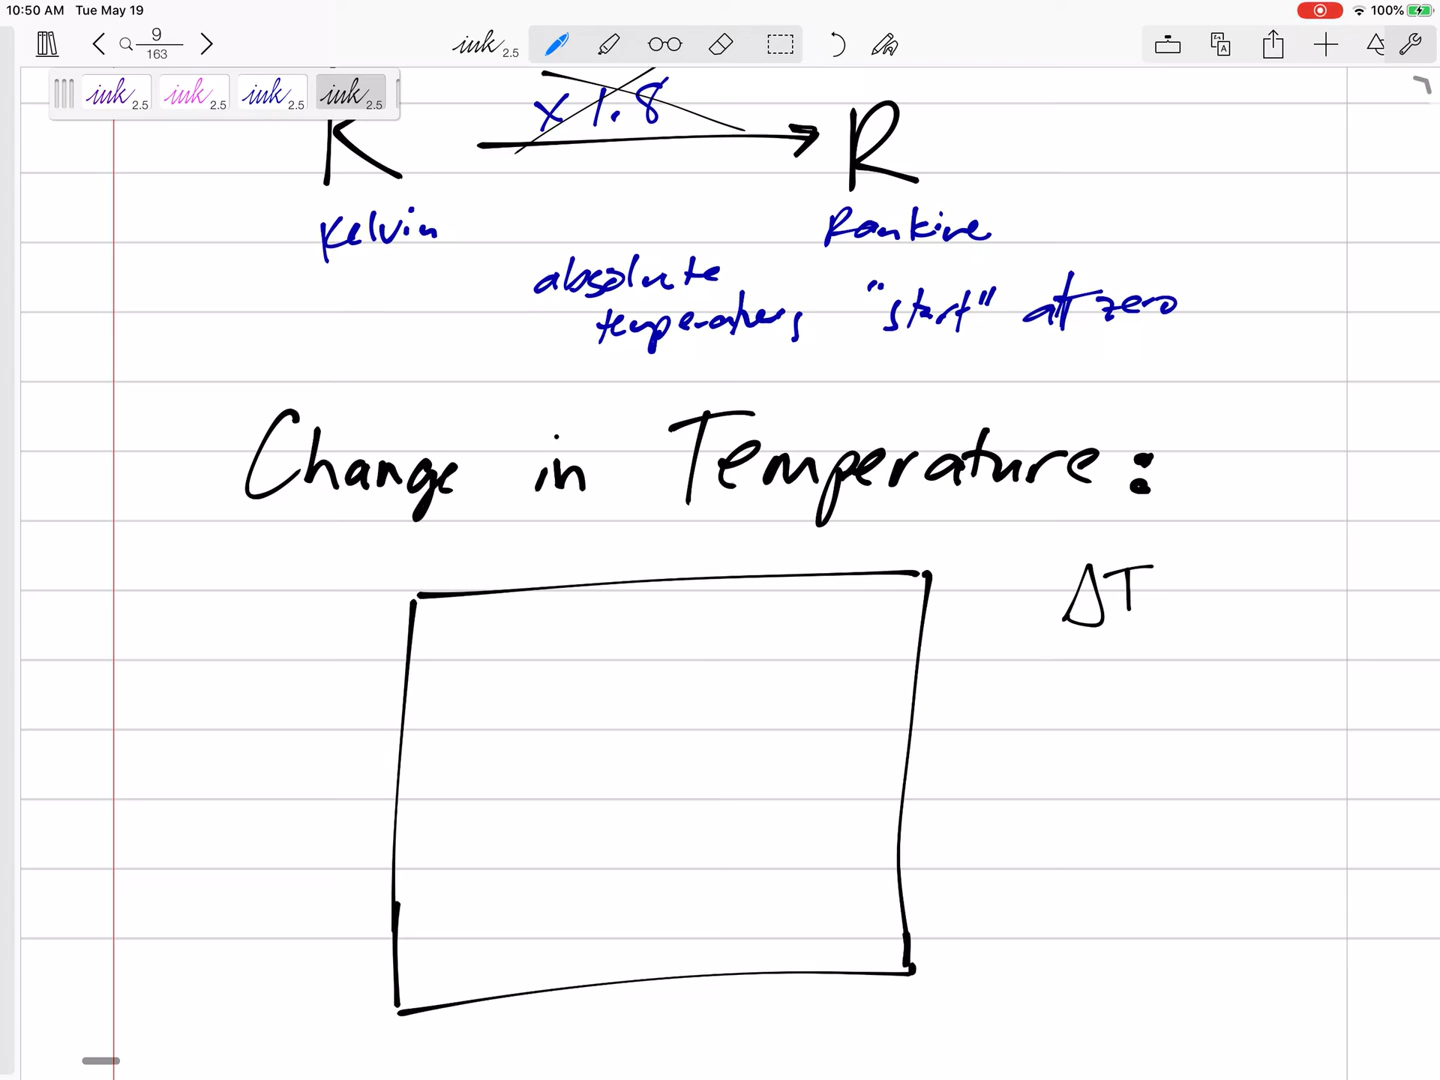 10:50 AM Tue May 19
100%
9
163
ink 2.5
ink 2.5 ink 2.5 ink 2.5 ink 2.5
x 1.8
K R
Kelvin Rankine
absolute
temperatures "start" at zero
Change in Temperature:
ΔT